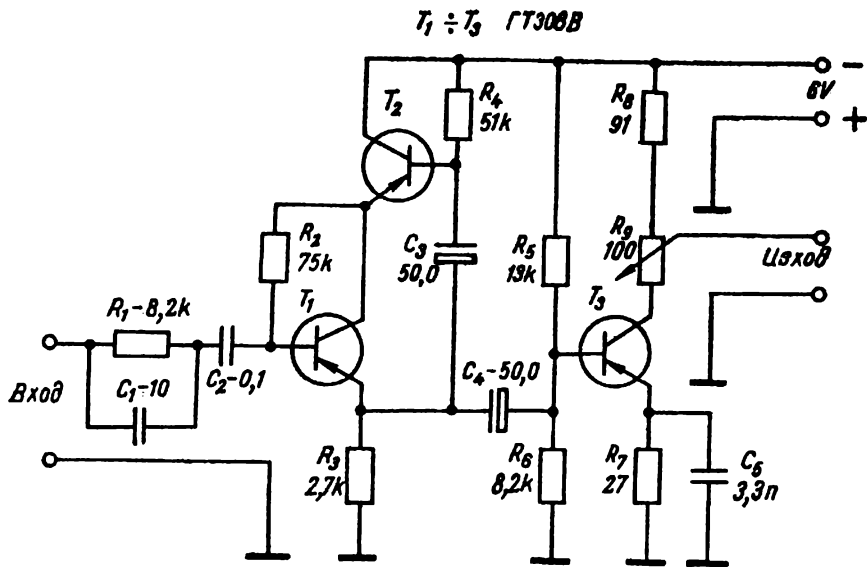 T₁ ÷ T₃ ГТ308В
T₂
R₄
51k
R₈
91
6V
−
+
R₂
75k
C₃
50,0
R₅
13k
R₉
100
Изход
R₁-8,2k
T₁
T₃
C₂-0,1
C₄-50,0
Вход
C₁-10
R₃
2,7k
R₆
8,2k
R₇
27
C₅
3,3п